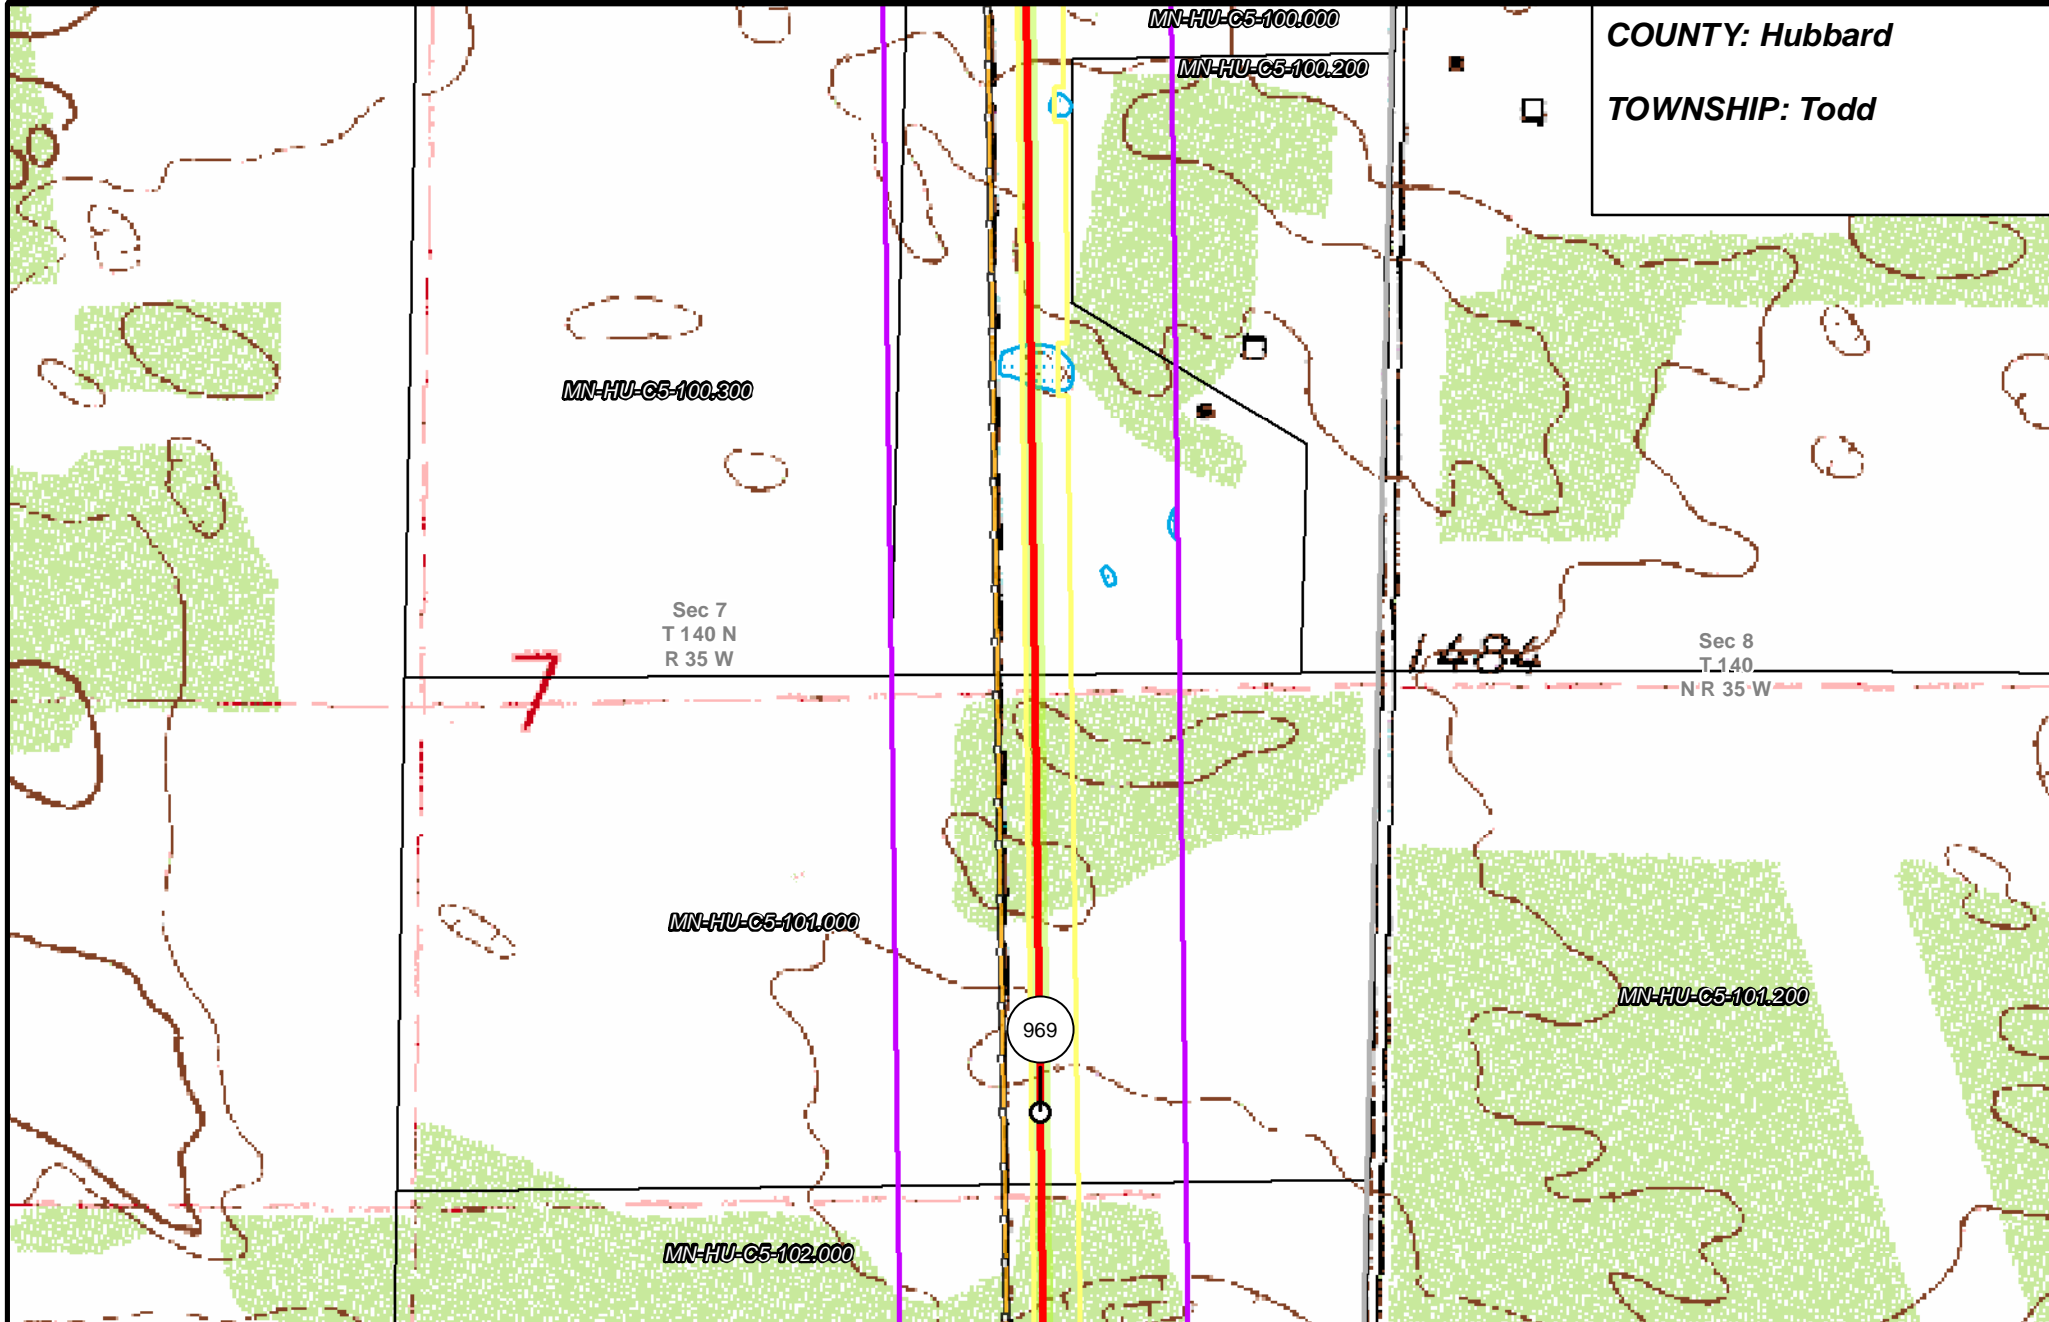 MN-HU-C5-100.000
COUNTY: Hubbard
MN-HU-C5-100.200
TOWNSHIP: Todd
MN-HU-C5-100.300
Sec 7
T 140 N
R 35 W
7
1484
Sec 8
T 140
N R 35 W
MN-HU-C5-101.000
MN-HU-C5-101.200
969
MN-HU-C5-102.000